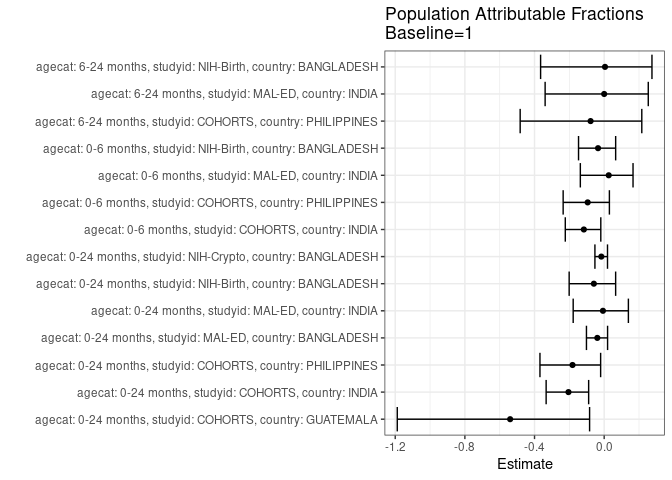 Population Attributable Fractions
Baseline=1
agecat: 6-24 months, studyid: NIH-Birth, country: BANGLADESH
agecat: 6-24 months, studyid: MAL-ED, country: INDIA
agecat: 6-24 months, studyid: COHORTS, country: PHILIPPINES
agecat: 0-6 months, studyid: NIH-Birth, country: BANGLADESH
agecat: 0-6 months, studyid: MAL-ED, country: INDIA
agecat: 0-6 months, studyid: COHORTS, country: PHILIPPINES
agecat: 0-6 months, studyid: COHORTS, country: INDIA
agecat: 0-24 months, studyid: NIH-Crypto, country: BANGLADESH
agecat: 0-24 months, studyid: NIH-Birth, country: BANGLADESH
agecat: 0-24 months, studyid: MAL-ED, country: INDIA
agecat: 0-24 months, studyid: MAL-ED, country: BANGLADESH
agecat: 0-24 months, studyid: COHORTS, country: PHILIPPINES
agecat: 0-24 months, studyid: COHORTS, country: INDIA
agecat: 0-24 months, studyid: COHORTS, country: GUATEMALA
-1.2 -0.8 -0.4 0.0
Estimate